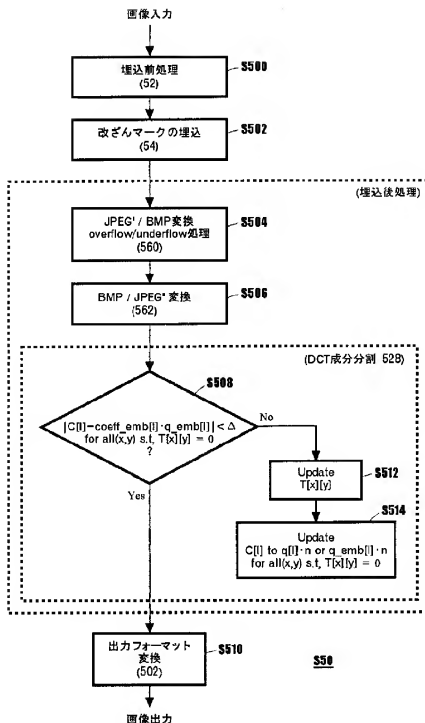 画像入力
埋込前処理
(52)
S500
改ざんマークの埋込
(54)
S502
(埋込後処理)
JPEG' / BMP変換
overflow/underflow処理
(560)
S504
BMP / JPEG" 変換
(562)
S506
(DCT成分分割 528)
S508
|C[i]−coeff_emb[i]·q_emb[i]| < Δ
for all(x,y) s.t, T[x][y] = 0
?
No
Yes
Update
T[x][y]
S512
S514
Update
C[i] to q[i]·n or q_emb[i]·n
for all(x,y) s.t, T[x][y] = 0
出力フォーマット
変換
(502)
S510
S50
画像出力